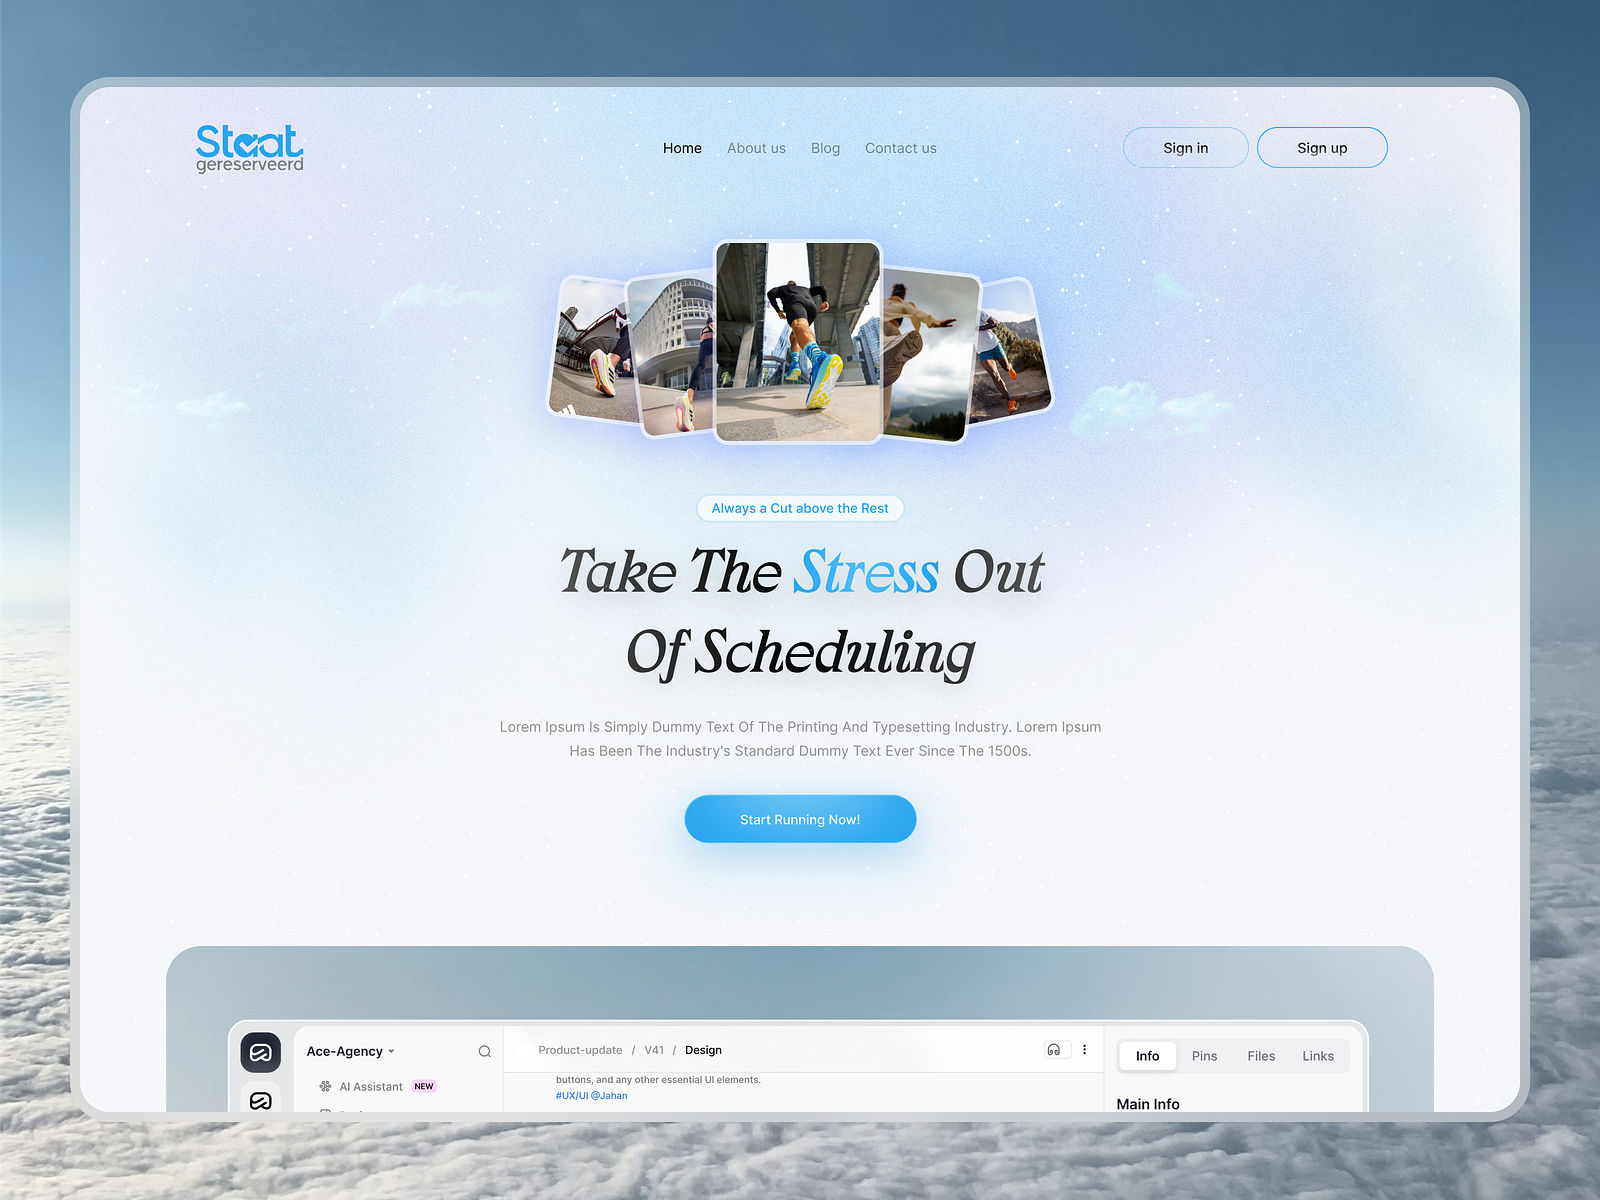 Staat
gereserveerd
Home About us Blog Contact us
Sign in Sign up
Always a Cut above the Rest
Take The Stress Out
Of Scheduling
Lorem Ipsum Is Simply Dummy Text Of The Printing And Typesetting Industry. Lorem Ipsum
Has Been The Industry's Standard Dummy Text Ever Since The 1500s.
Start Running Now!
Ace-Agency
AI Assistant NEW
Product-update / V41 / Design
buttons, and any other essential UI elements.
#UX/UI @Jahan
Info Pins Files Links
Main Info